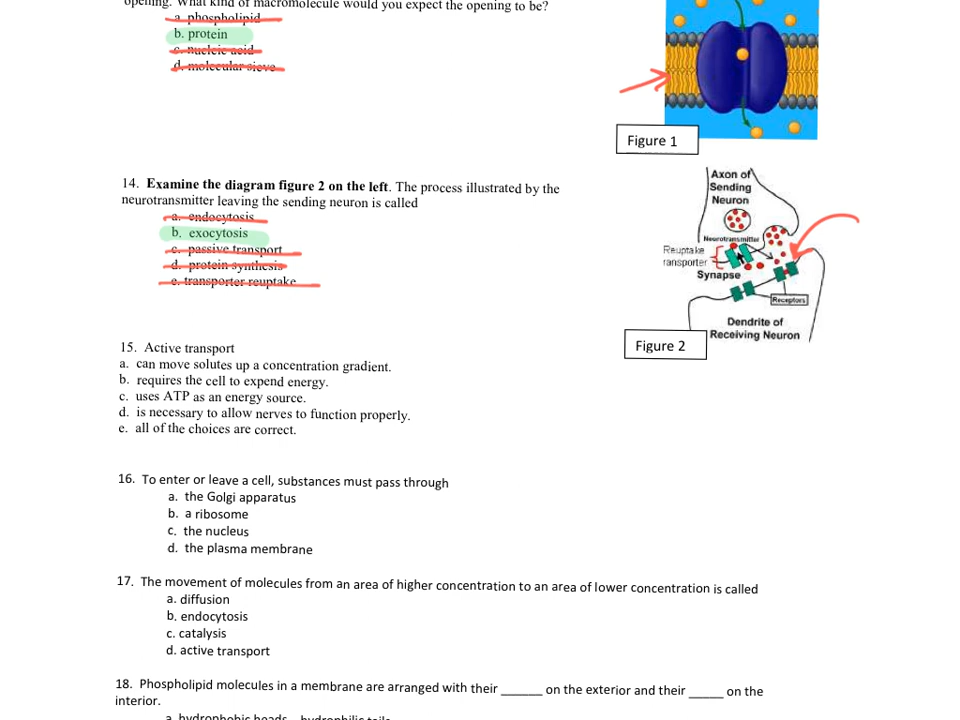 opening. What kind of macromolecule would you expect the opening to be?
a. phospholipid
b. protein
c. nucleic acid
d. molecular sieve
Figure 1
14. Examine the diagram figure 2 on the left. The process illustrated by the
neurotransmitter leaving the sending neuron is called
a. endocytosis
b. exocytosis
c. passive transport
d. protein synthesis
e. transporter reuptake
Axon of
Sending
Neuron
Neurotransmitter
Reuptake
ransporter
Synapse
Receptors
Dendrite of
Receiving Neuron
Figure 2
15. Active transport
a. can move solutes up a concentration gradient.
b. requires the cell to expend energy.
c. uses ATP as an energy source.
d. is necessary to allow nerves to function properly.
e. all of the choices are correct.
16. To enter or leave a cell, substances must pass through
a. the Golgi apparatus
b. a ribosome
c. the nucleus
d. the plasma membrane
17. The movement of molecules from an area of higher concentration to an area of lower concentration is called
a. diffusion
b. endocytosis
c. catalysis
d. active transport
18. Phospholipid molecules in a membrane are arranged with their ______ on the exterior and their _____ on the
interior.
a. hydrophobic heads...hydrophilic tails